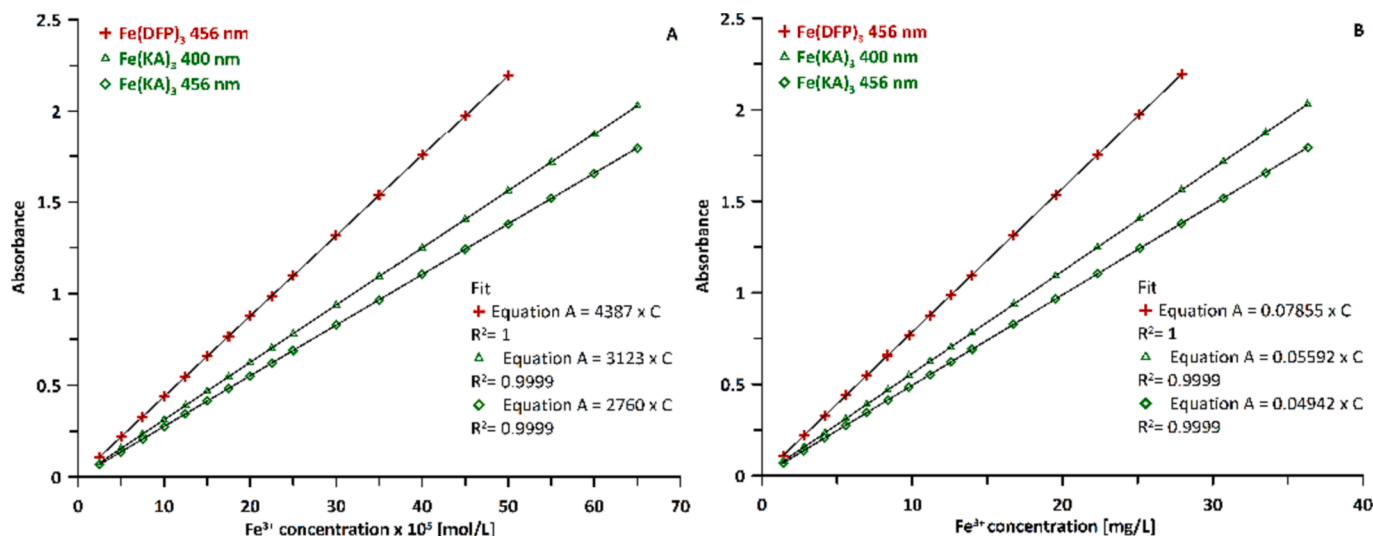 2.5
2
1.5
1
0.5
0
Absorbance
Fe(DFP)₃ 456 nm
Fe(KA)₃ 400 nm
Fe(KA)₃ 456 nm
A
Fit
Equation A = 4387 x C
R²= 1
Equation A = 3123 x C
R²= 0.9999
Equation A = 2760 x C
R²= 0.9999
0 10 20 30 40 50 60 70
Fe³⁺ concentration x 10⁵ [mol/L]
2.5
2
1.5
1
0.5
0
Absorbance
Fe(DFP)₃ 456 nm
Fe(KA)₃ 400 nm
Fe(KA)₃ 456 nm
B
Fit
Equation A = 0.07855 x C
R²= 1
Equation A = 0.05592 x C
R²= 0.9999
Equation A = 0.04942 x C
R²= 0.9999
0 10 20 30 40
Fe³⁺ concentration [mg/L]